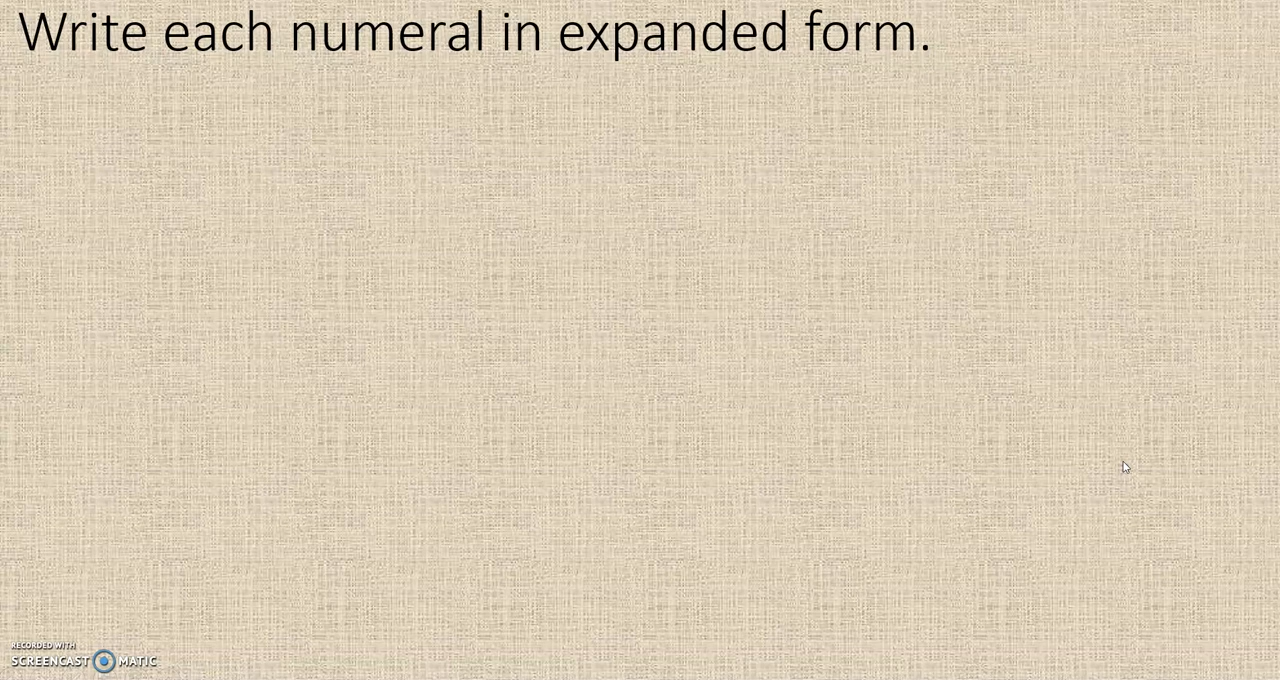 Write each numeral in expanded form.
RECORDED WITH
SCREENCAST MATIC